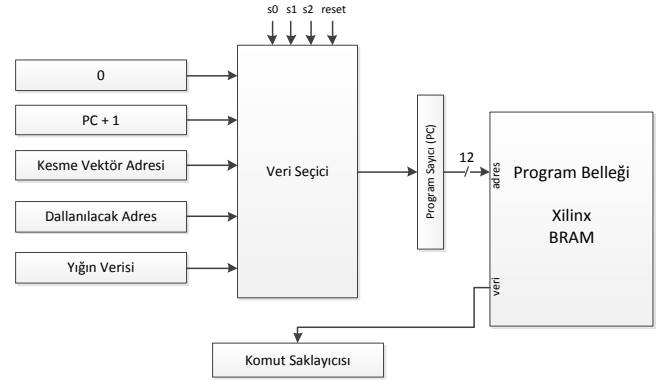 s0 s1 s2 reset
0
PC + 1
Kesme Vektör Adresi
Dallanılacak Adres
Yığın Verisi
Veri Seçici
Program Sayıcı (PC)
12
adres
Program Belleği
Xilinx
BRAM
veri
Komut Saklayıcısı